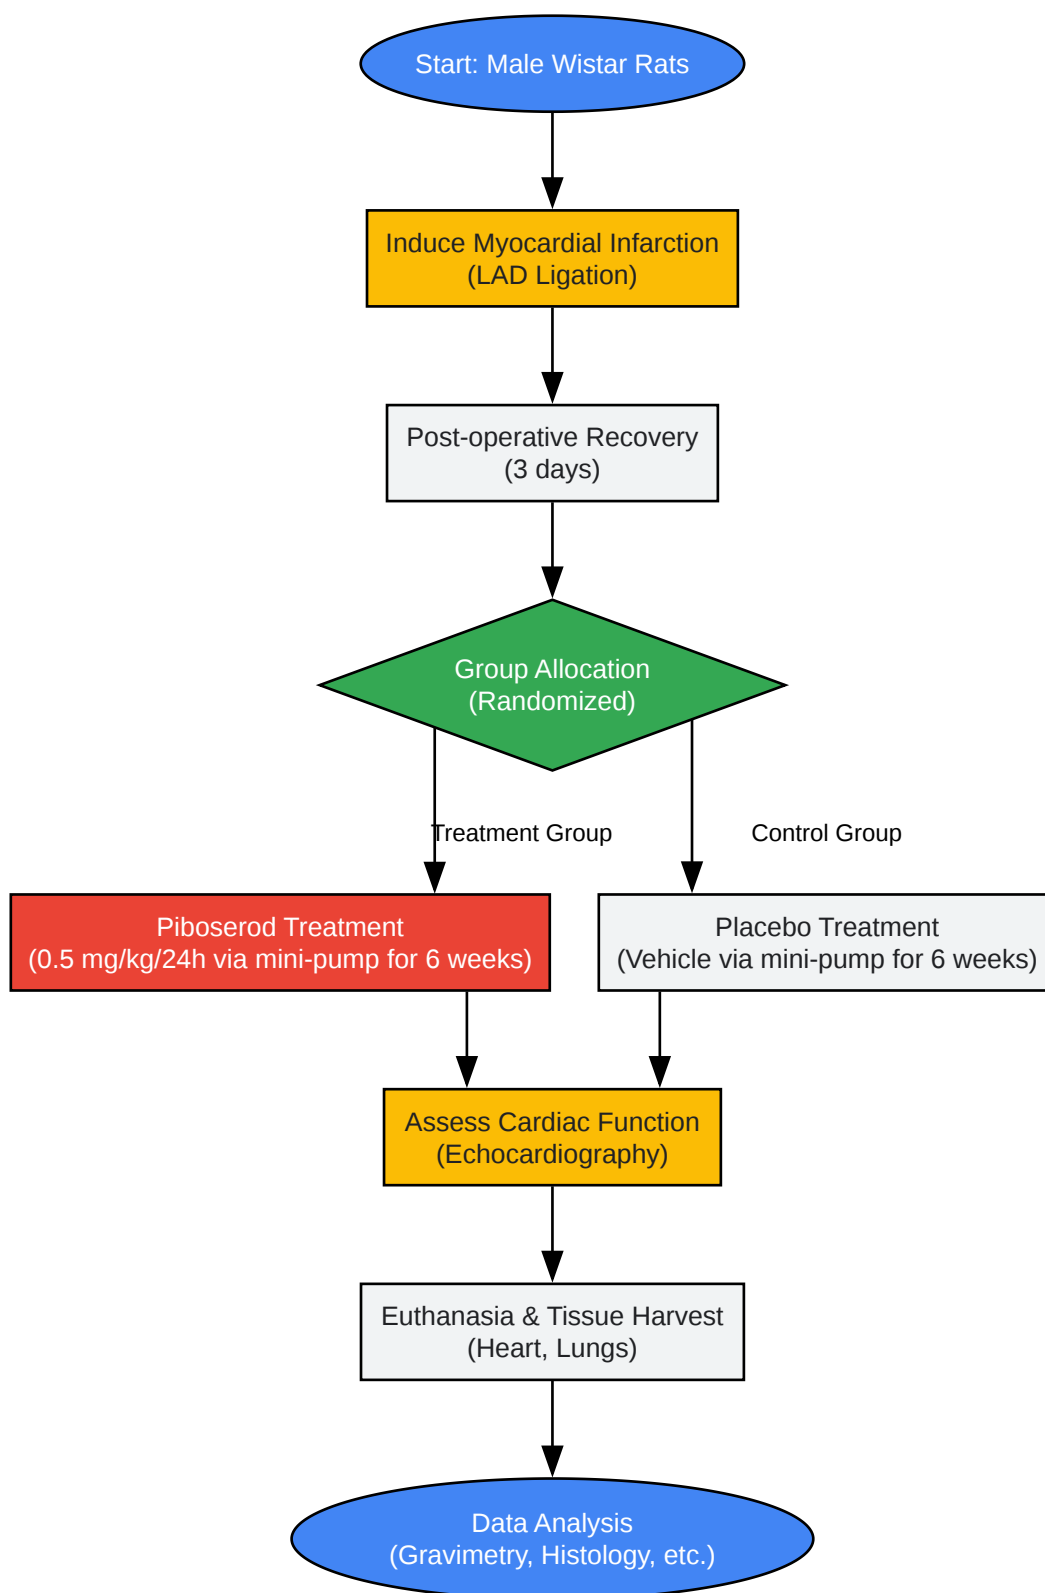 Start: Male Wistar Rats
Induce Myocardial Infarction
(LAD Ligation)
Post-operative Recovery
(3 days)
Group Allocation
(Randomized)
Treatment Group
Control Group
Piboserod Treatment
(0.5 mg/kg/24h via mini-pump for 6 weeks)
Placebo Treatment
(Vehicle via mini-pump for 6 weeks)
Assess Cardiac Function
(Echocardiography)
Euthanasia & Tissue Harvest
(Heart, Lungs)
Data Analysis
(Gravimetry, Histology, etc.)